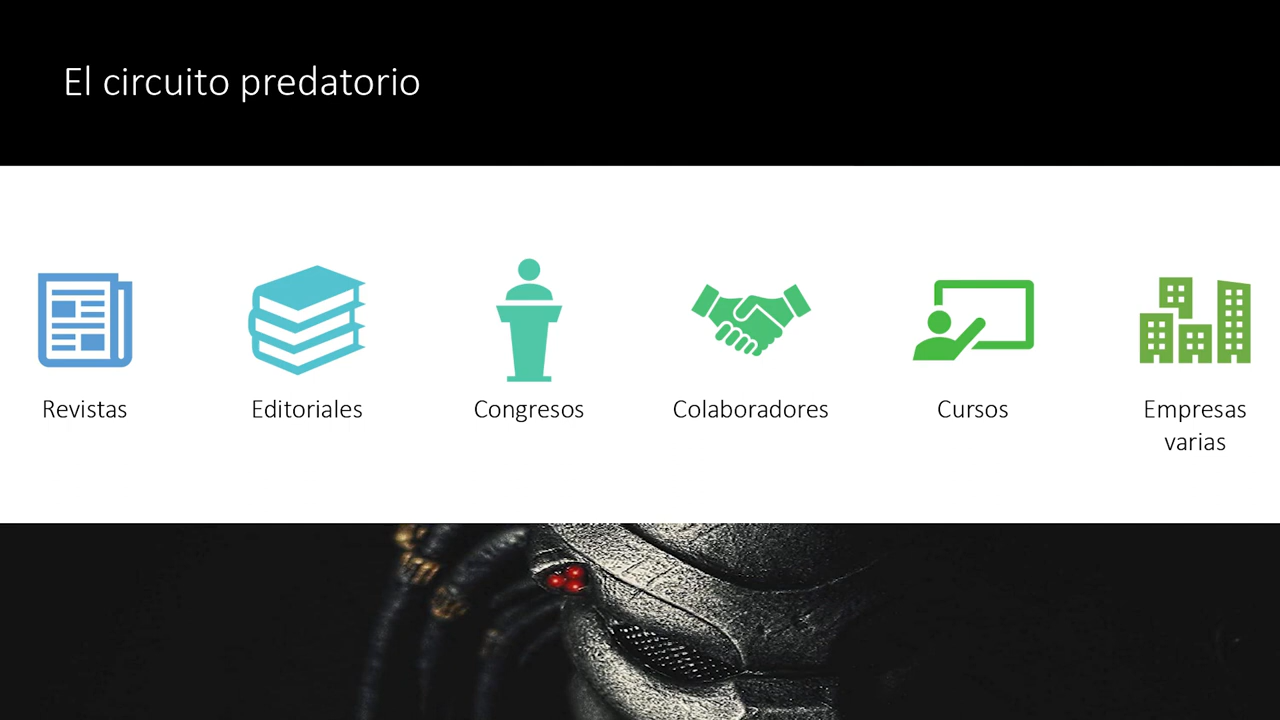 El circuito predatorio
Revistas
Editoriales
Congresos
Colaboradores
Cursos
Empresas
varias